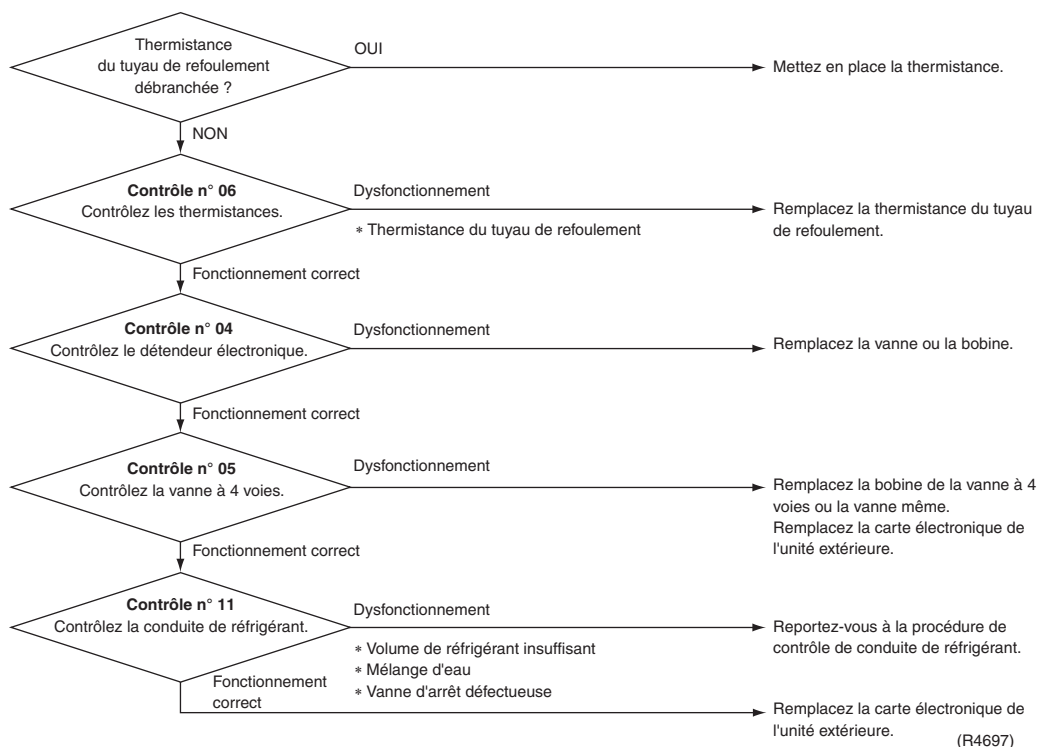 Thermistance
du tuyau de refoulement
débranchée ?
OUI
Mettez en place la thermistance.
NON
Contrôle n° 06
Contrôlez les thermistances.
Dysfonctionnement
∗ Thermistance du tuyau de refoulement
Remplacez la thermistance du tuyau
de refoulement.
Fonctionnement correct
Contrôle n° 04
Contrôlez le détendeur électronique.
Dysfonctionnement
Remplacez la vanne ou la bobine.
Fonctionnement correct
Contrôle n° 05
Contrôlez la vanne à 4 voies.
Dysfonctionnement
Remplacez la bobine de la vanne à 4
voies ou la vanne même.
Remplacez la carte électronique de
l'unité extérieure.
Fonctionnement correct
Contrôle n° 11
Contrôlez la conduite de réfrigérant.
Dysfonctionnement
∗ Volume de réfrigérant insuffisant
∗ Mélange d'eau
∗ Vanne d'arrêt défectueuse
Reportez-vous à la procédure de
contrôle de conduite de réfrigérant.
Fonctionnement
correct
Remplacez la carte électronique de
l'unité extérieure.
(R4697)